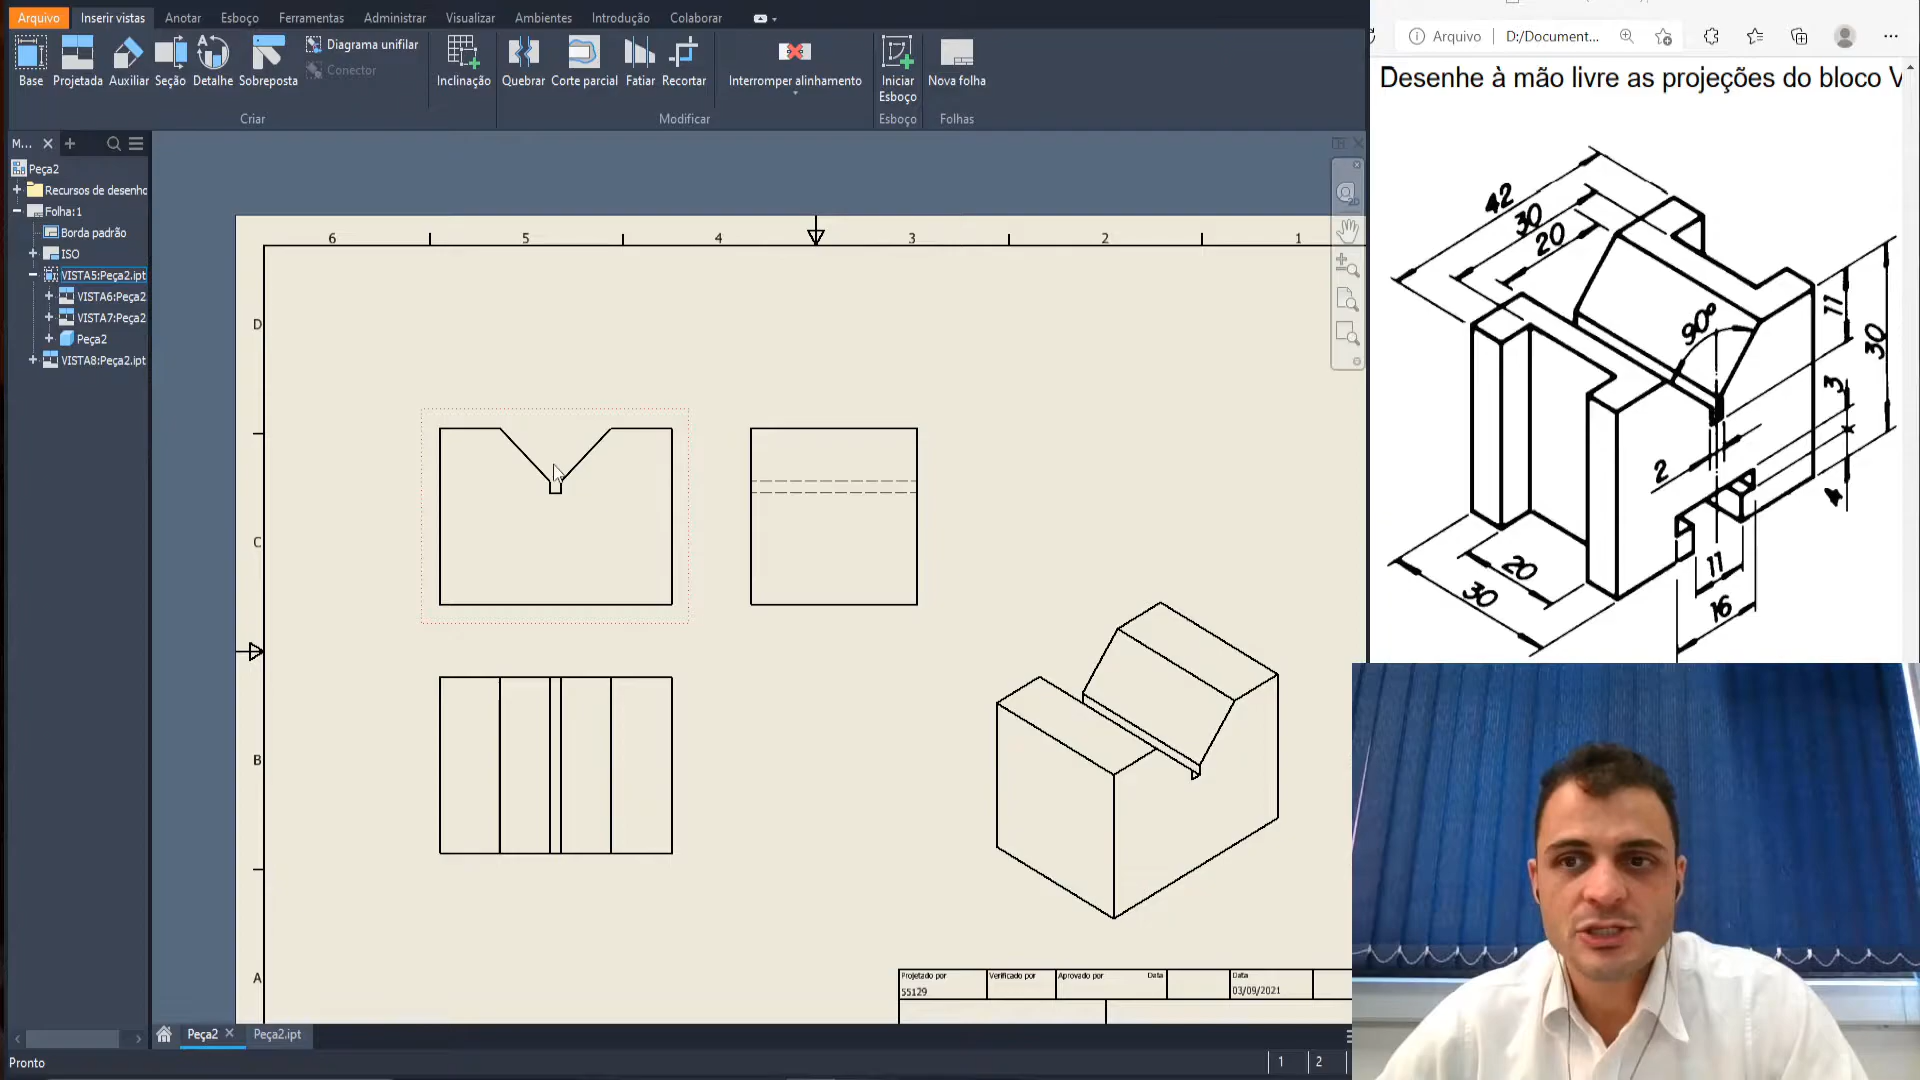 Arquivo
Inserir vistas
Anotar
Esboço
Ferramentas
Administrar
Visualizar
Ambientes
Introdução
Colaborar
Base
Projetada
Auxiliar
Seção
Detalhe
Sobreposta
Diagrama unifilar
Conector
Inclinação
Quebrar
Corte parcial
Fatiar
Recortar
Interromper alinhamento
Iniciar
Esboço
Nova folha
Criar
Modificar
Esboço
Folhas
M...
Peça2
Recursos de desenho
Folha:1
Borda padrão
ISO
VISTA5:Peça2.ipt
VISTA6:Peça2
VISTA7:Peça2
Peça2
VISTA8:Peça2.ipt
6
5
4
3
2
1
D
C
B
A
Projetado por
Verificado por
Aprovado por
Data
Data
55129
03/09/2021
Peça2
Peça2.ipt
Pronto
1
2
Arquivo
D:/Document...
Desenhe à mão livre as projeções do bloco V
42
30
20
90°
11
30
3
4
2
20
30
11
16